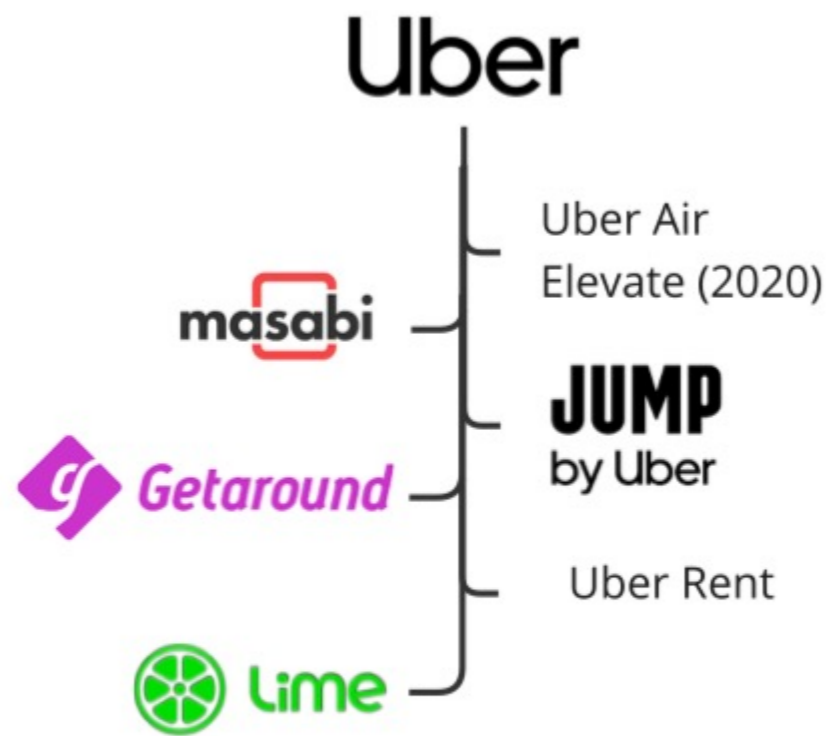 Uber
Uber Air
Elevate (2020)
masabi
JUMP
by Uber
Getaround
Uber Rent
Lime